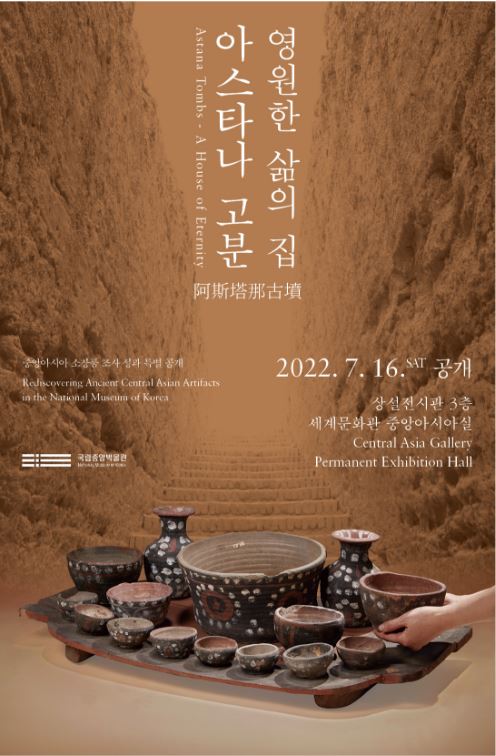 영원한 삶의 집
아스타나 고분
Astana Tombs - A House of Eternity
阿斯塔那古墳
중앙아시아 소장품 조사 성과 특별 공개
Rediscovering Ancient Central Asian Artifacts
in the National Museum of Korea
국립중앙박물관
NATIONAL MUSEUM OF KOREA
2022. 7. 16.SAT 공개
상설전시관 3층
세계문화관 중앙아시아실
Central Asia Gallery
Permanent Exhibition Hall